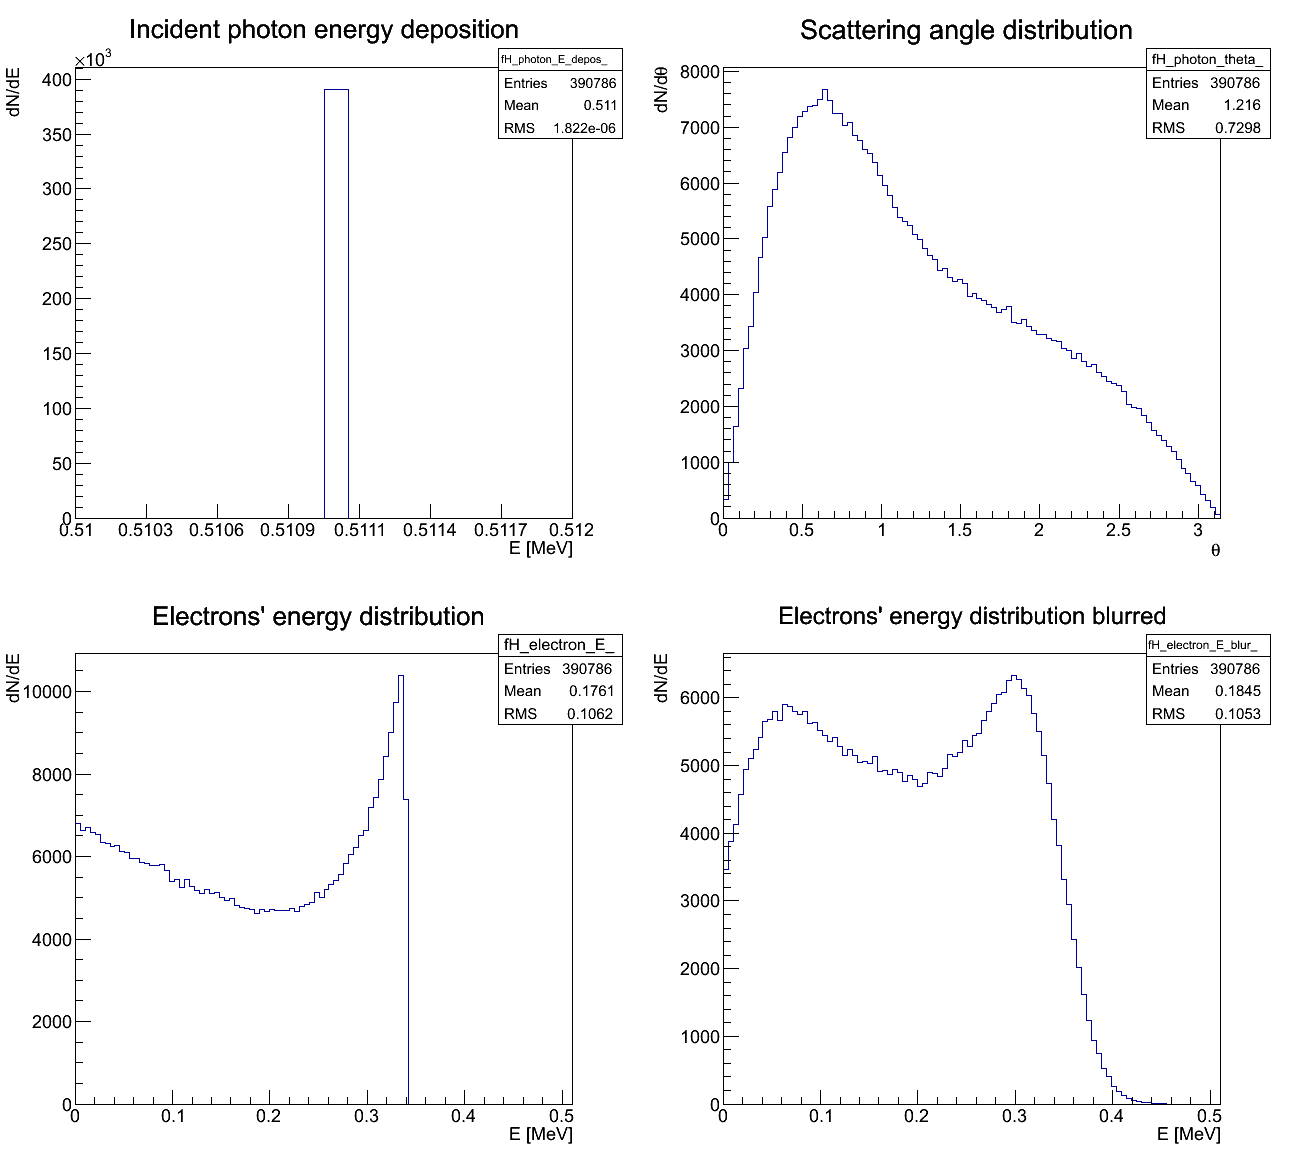 Incident photon energy deposition
×10³
dN/dE
fH_photon_E_depos_
Entries 390786
Mean 0.511
RMS 1.822e-06
400
350
300
250
200
150
100
50
0
0.51 0.5103 0.5106 0.5109 0.5111 0.5114 0.5117 0.512
E [MeV]
Scattering angle distribution
dN/dθ
fH_photon_theta_
Entries 390786
Mean 1.216
RMS 0.7298
8000
7000
6000
5000
4000
3000
2000
1000
0
0 0.5 1 1.5 2 2.5 3
θ
Electrons' energy distribution
dN/dE
fH_electron_E_
Entries 390786
Mean 0.1761
RMS 0.1062
10000
8000
6000
4000
2000
0
0 0.1 0.2 0.3 0.4 0.5
E [MeV]
Electrons' energy distribution blurred
dN/dE
fH_electron_E_blur_
Entries 390786
Mean 0.1845
RMS 0.1053
6000
5000
4000
3000
2000
1000
0
0 0.1 0.2 0.3 0.4 0.5
E [MeV]